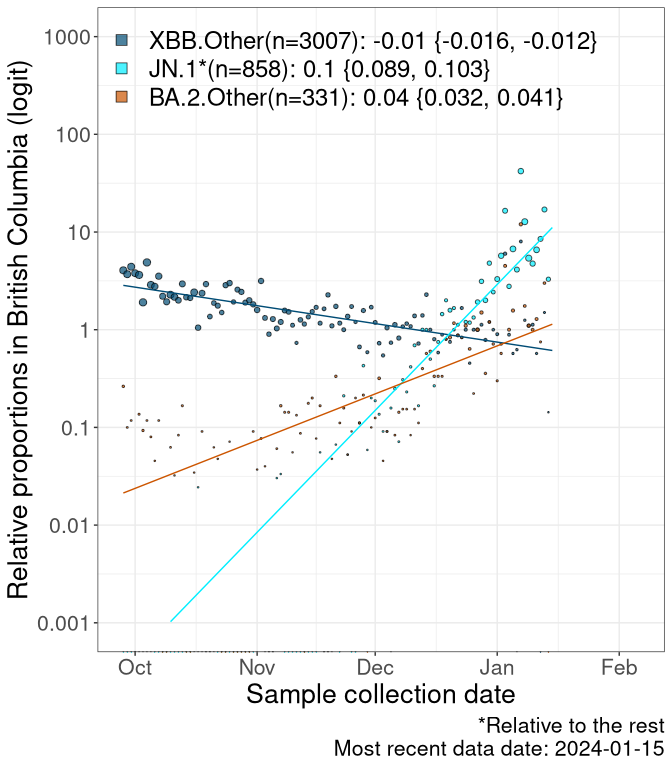 Relative proportions in British Columbia (logit)
XBB.Other(n=3007): -0.01 {-0.016, -0.012}
JN.1*(n=858): 0.1 {0.089, 0.103}
BA.2.Other(n=331): 0.04 {0.032, 0.041}
1000
100
10
1
0.1
0.01
0.001
Oct Nov Dec Jan Feb
Sample collection date
*Relative to the rest
Most recent data date: 2024-01-15